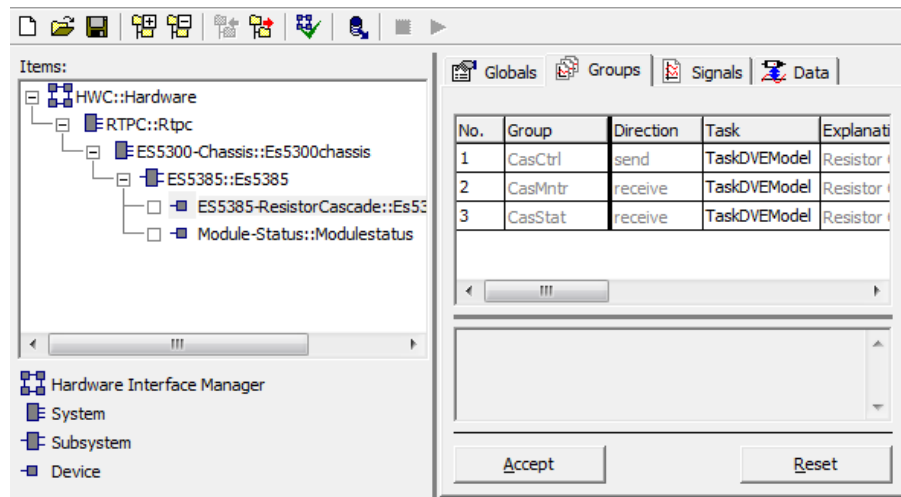 Items:
HWC::Hardware
RTPC::Rtpc
ES5300-Chassis::Es5300chassis
ES5385::Es5385
ES5385-ResistorCascade::Es53
Module-Status::Modulestatus
Hardware Interface Manager
System
Subsystem
Device
Globals Groups Signals Data
No. Group Direction Task Explanati
1 CasCtrl send TaskDVEModel Resistor
2 CasMntr receive TaskDVEModel Resistor
3 CasStat receive TaskDVEModel Resistor
Accept Reset